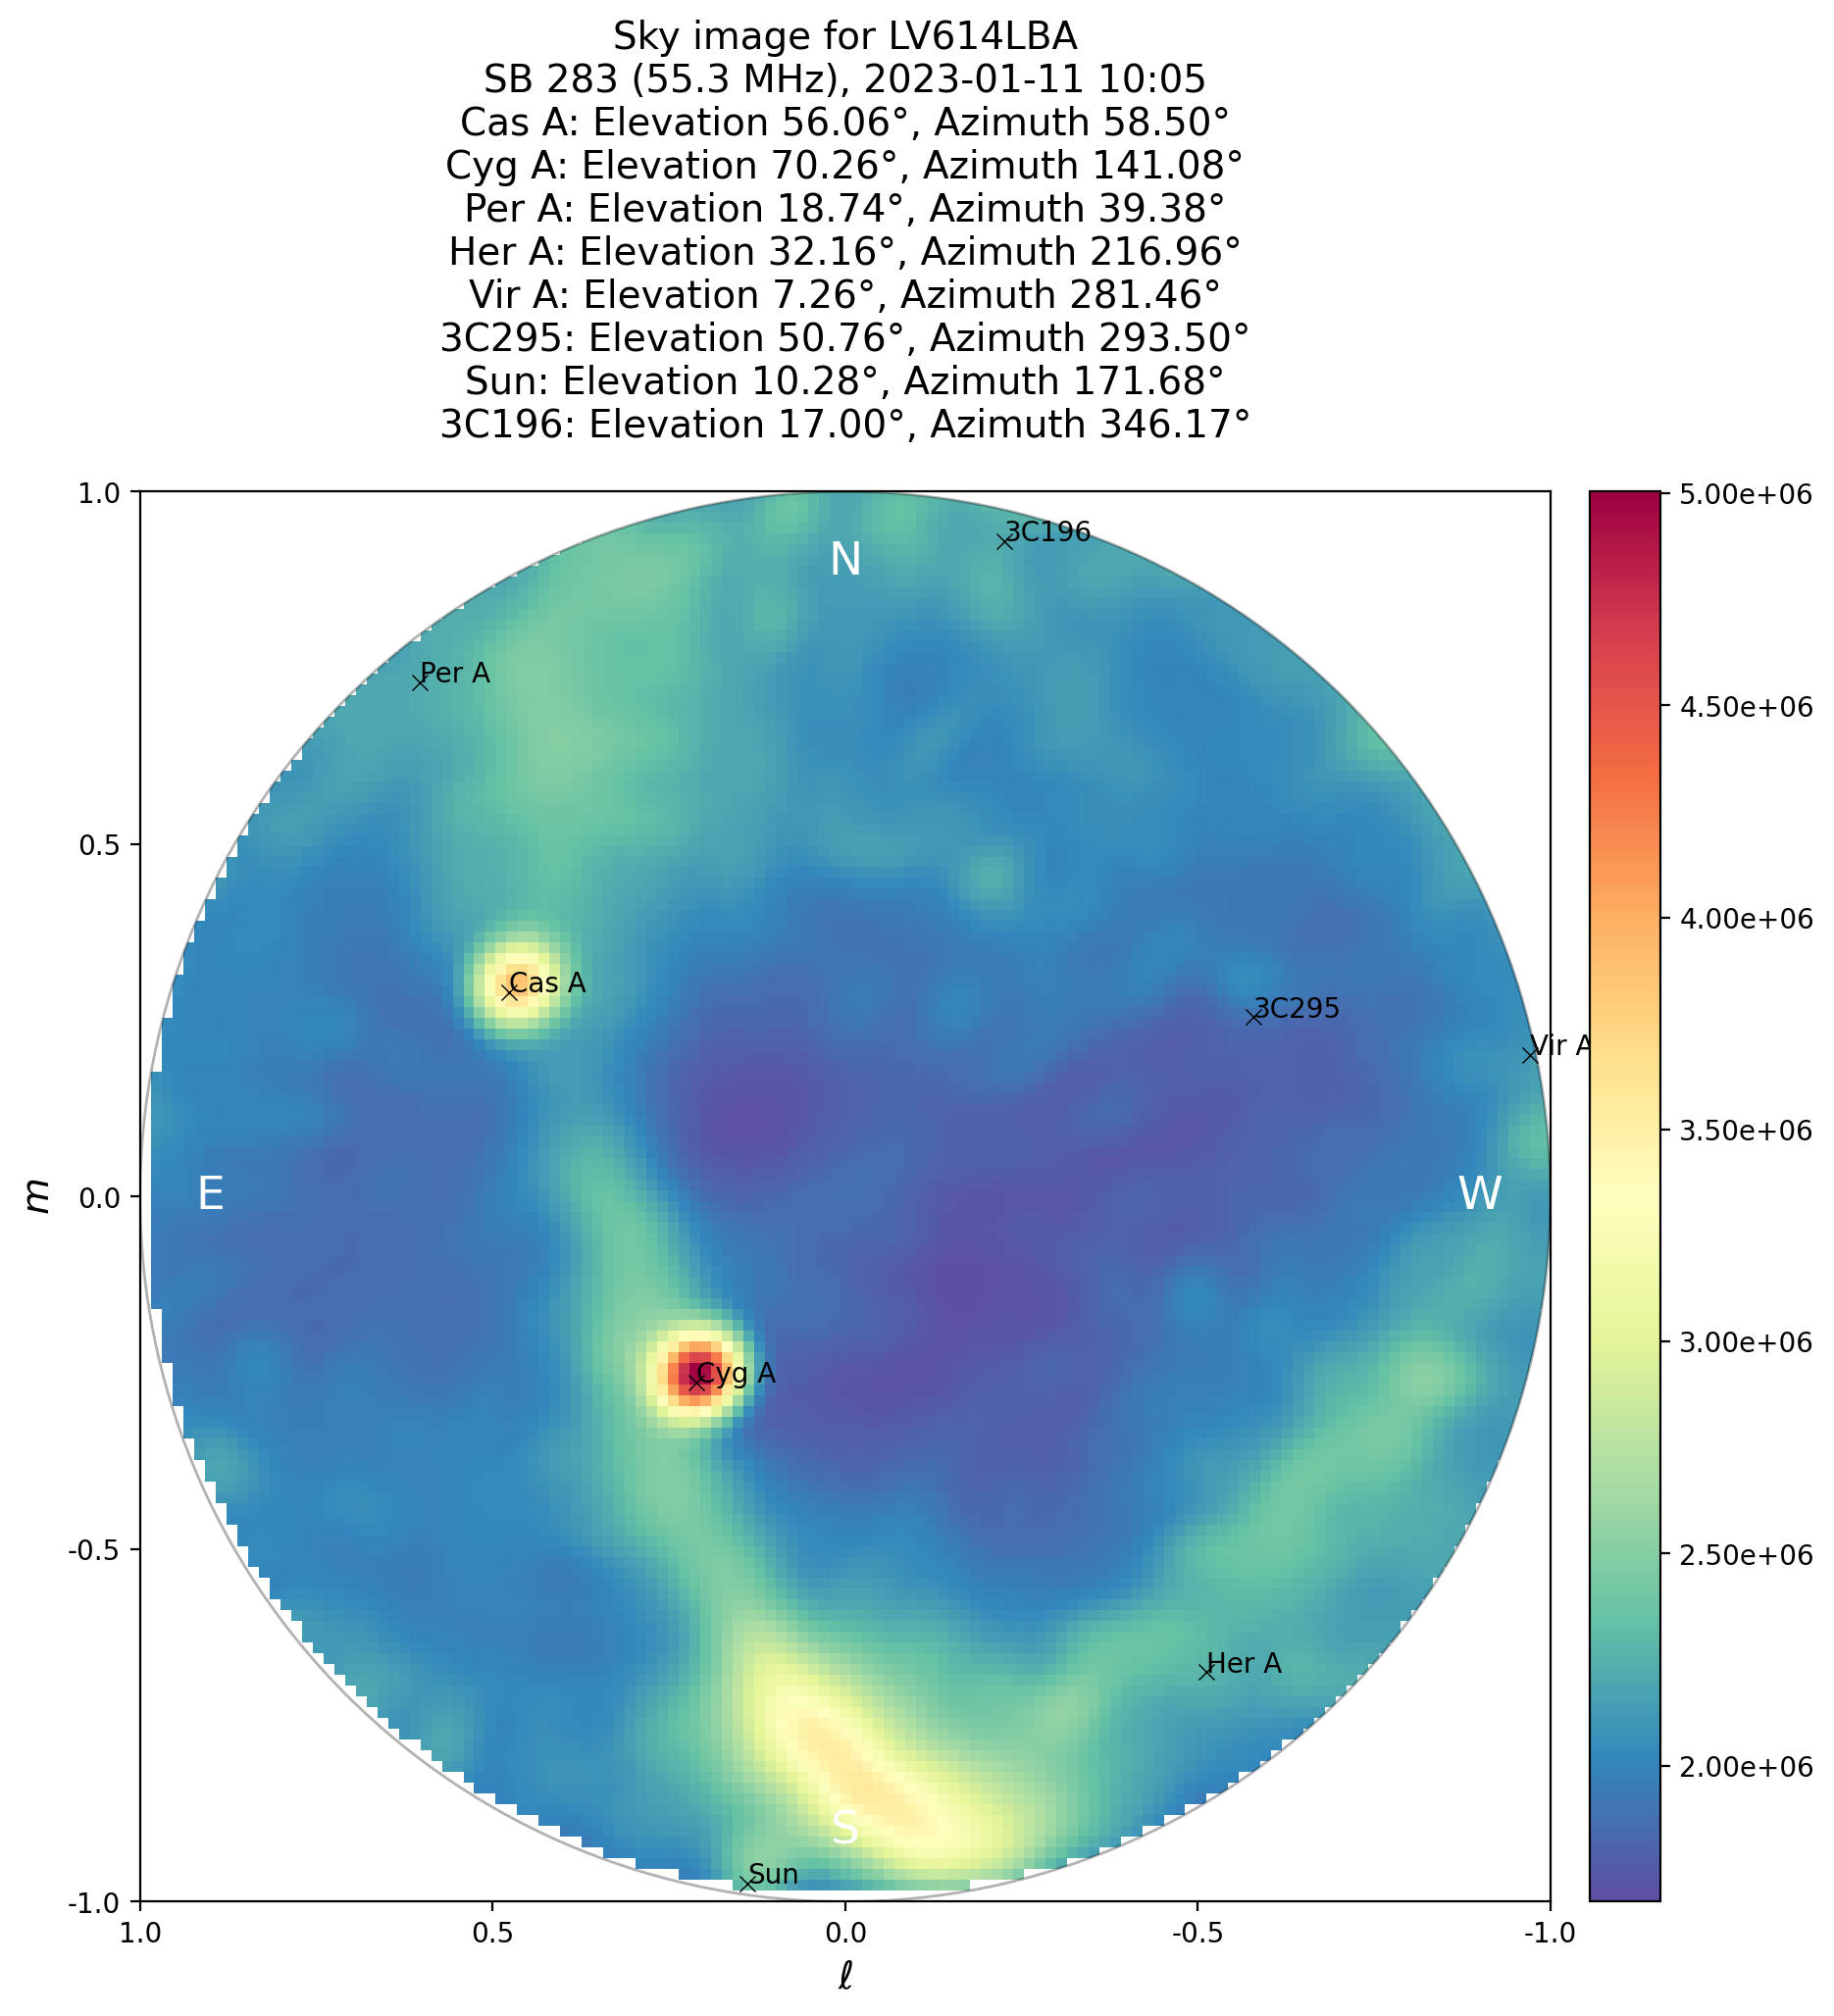 Sky image for LV614LBA
SB 283 (55.3 MHz), 2023-01-11 10:05
Cas A: Elevation 56.06°, Azimuth 58.50°
Cyg A: Elevation 70.26°, Azimuth 141.08°
Per A: Elevation 18.74°, Azimuth 39.38°
Her A: Elevation 32.16°, Azimuth 216.96°
Vir A: Elevation 7.26°, Azimuth 281.46°
3C295: Elevation 50.76°, Azimuth 293.50°
Sun: Elevation 10.28°, Azimuth 171.68°
3C196: Elevation 17.00°, Azimuth 346.17°
1.0
0.5
0.0
-0.5
-1.0
m
N
3C196
Per A
Cas A
3C295
Vir A
E
W
Cyg A
Her A
S
Sun
1.0
0.5
0.0
-0.5
-1.0
ℓ
5.00e+06
4.50e+06
4.00e+06
3.50e+06
3.00e+06
2.50e+06
2.00e+06